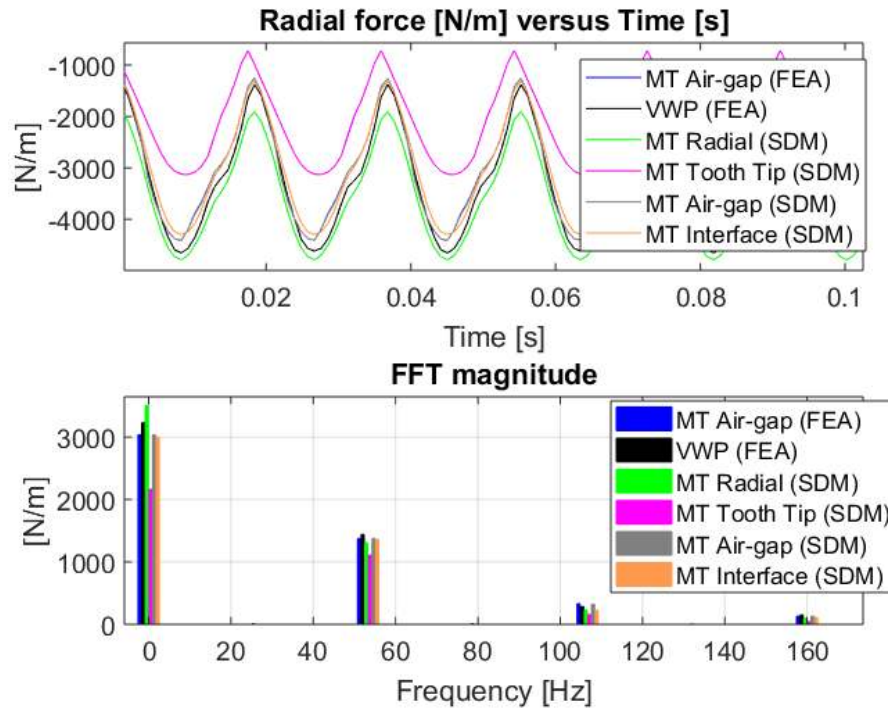 Radial force [N/m] versus Time [s]
[N/m]
-1000
-2000
-3000
-4000
MT Air-gap (FEA)
VWP (FEA)
MT Radial (SDM)
MT Tooth Tip (SDM)
MT Air-gap (SDM)
MT Interface (SDM)
0.02
0.04
0.06
0.08
0.1
Time [s]
FFT magnitude
[N/m]
3000
2000
1000
0
MT Air-gap (FEA)
VWP (FEA)
MT Radial (SDM)
MT Tooth Tip (SDM)
MT Air-gap (SDM)
MT Interface (SDM)
0
20
40
60
80
100
120
140
160
Frequency [Hz]